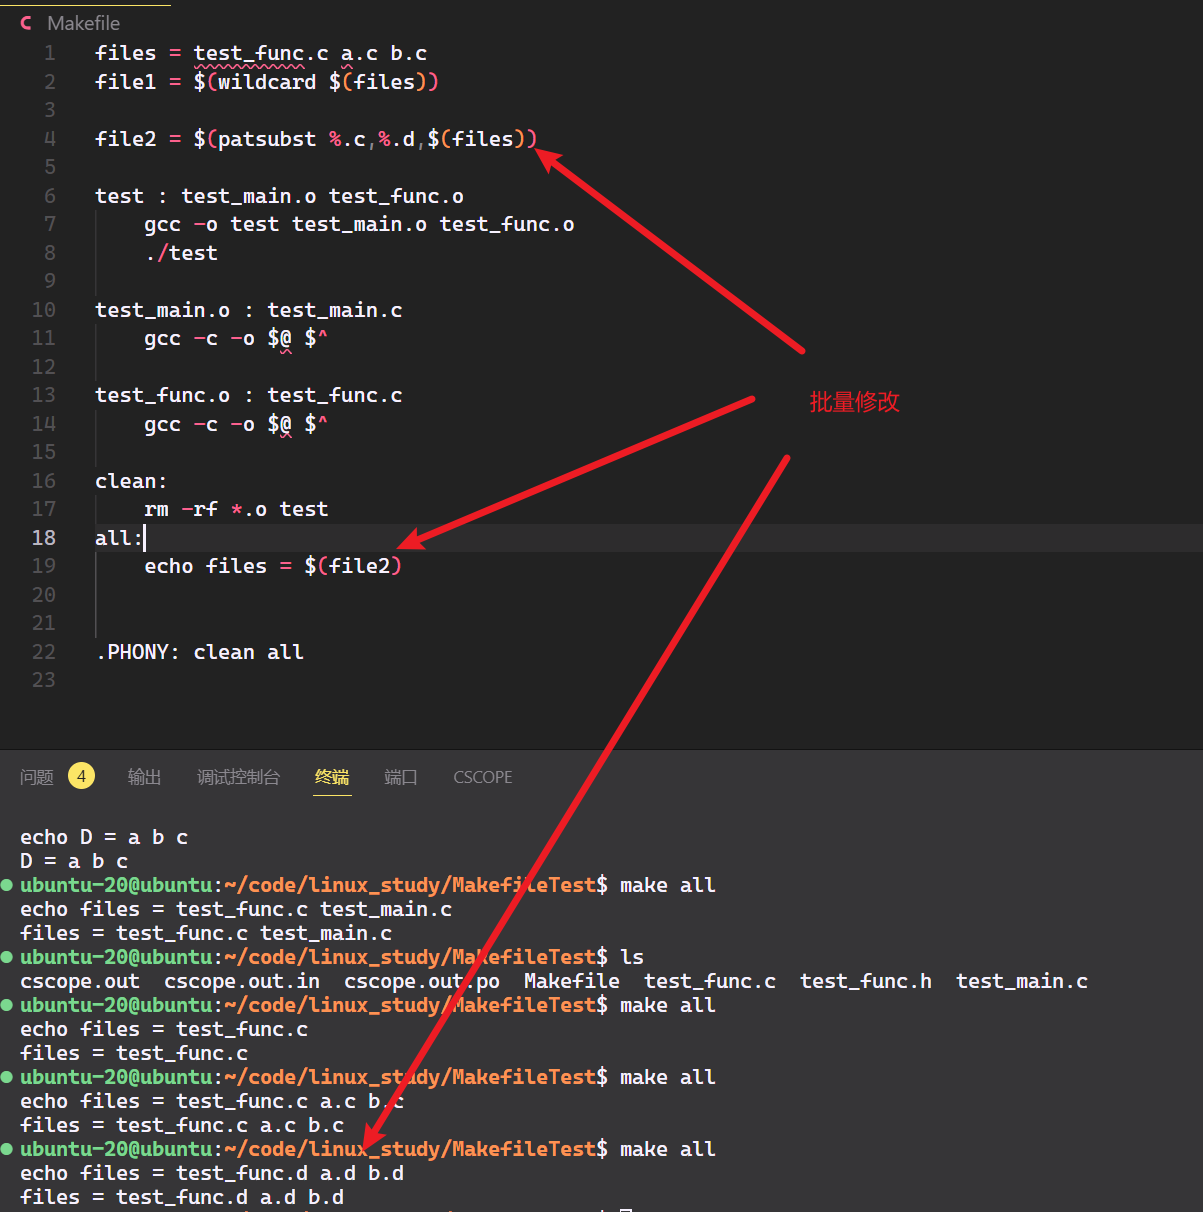 Makefile
1 files = test_func.c a.c b.c
2 file1 = $(wildcard $(files))
3
4 file2 = $(patsubst %.c,%.d,$(files))
5
6 test : test_main.o test_func.o
7 gcc -o test test_main.o test_func.o
8 ./test
9
10 test_main.o : test_main.c
11 gcc -c -o $@ $^
12
13 test_func.o : test_func.c
14 gcc -c -o $@ $^
15
16 clean:
17 rm -rf *.o test
18 all:
19 echo files = $(file2)
20
21
22 .PHONY: clean all
23
批量修改
问题 4 输出 调试控制台 终端 端口 CSCOPE
echo D = a b c
D = a b c
ubuntu-20@ubuntu:~/code/linux_study/MakefileTest$ make all
echo files = test_func.c test_main.c
files = test_func.c test_main.c
ubuntu-20@ubuntu:~/code/linux_study/MakefileTest$ ls
cscope.out cscope.out.in cscope.out.po Makefile test_func.c test_func.h test_main.c
ubuntu-20@ubuntu:~/code/linux_study/MakefileTest$ make all
echo files = test_func.c
files = test_func.c
ubuntu-20@ubuntu:~/code/linux_study/MakefileTest$ make all
echo files = test_func.c a.c b.c
files = test_func.c a.c b.c
ubuntu-20@ubuntu:~/code/linux_study/MakefileTest$ make all
echo files = test_func.d a.d b.d
files = test_func.d a.d b.d